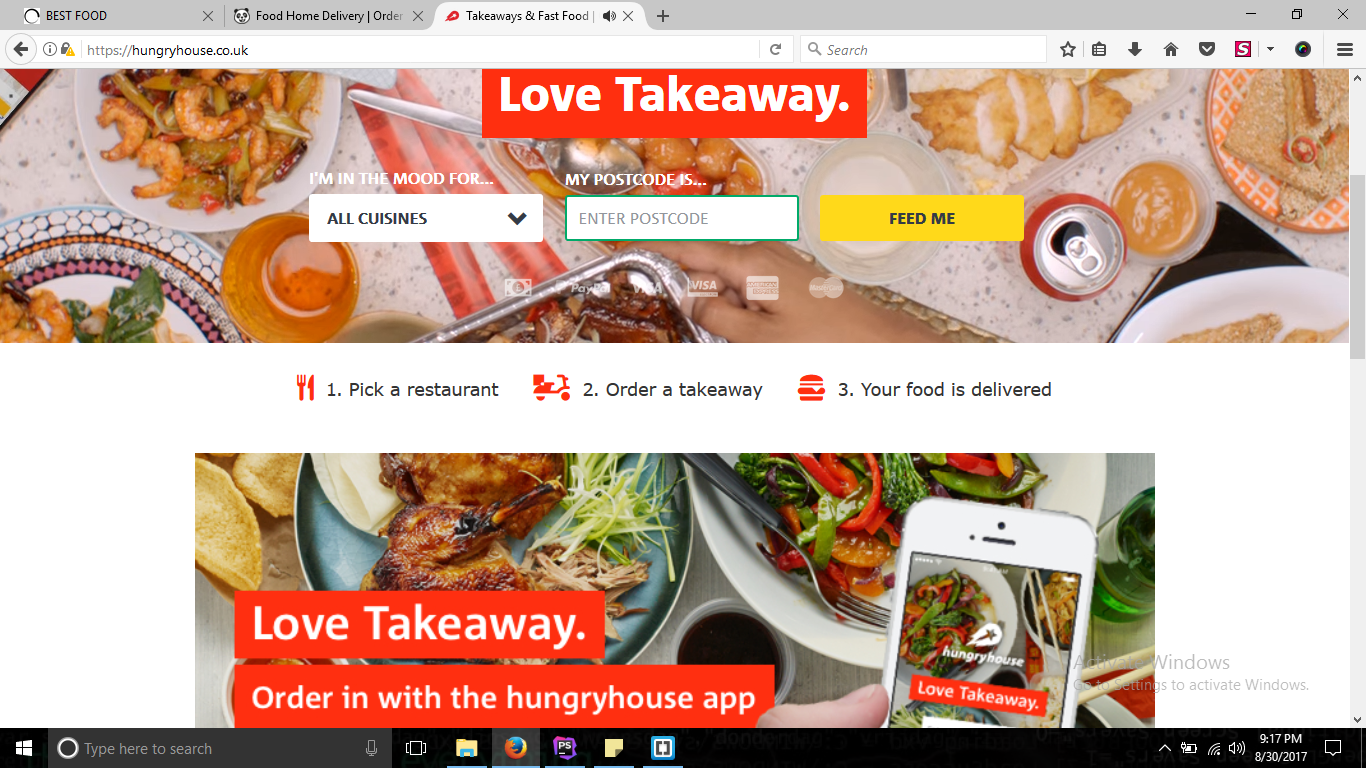 BEST FOOD
Food Home Delivery | Order
Takeaways & Fast Food |
https://hungryhouse.co.uk
Search
Love Takeaway.
I'M IN THE MOOD FOR...
MY POSTCODE IS...
ALL CUISINES
ENTER POSTCODE
FEED ME
PayPal
VISA
VISA
1. Pick a restaurant
2. Order a takeaway
3. Your food is delivered
Love Takeaway.
Order in with the hungryhouse app
hungryhouse
Love Takeaway.
Activate Windows
Go to Settings to activate Windows.
Type here to search
PS
9:17 PM
8/30/2017